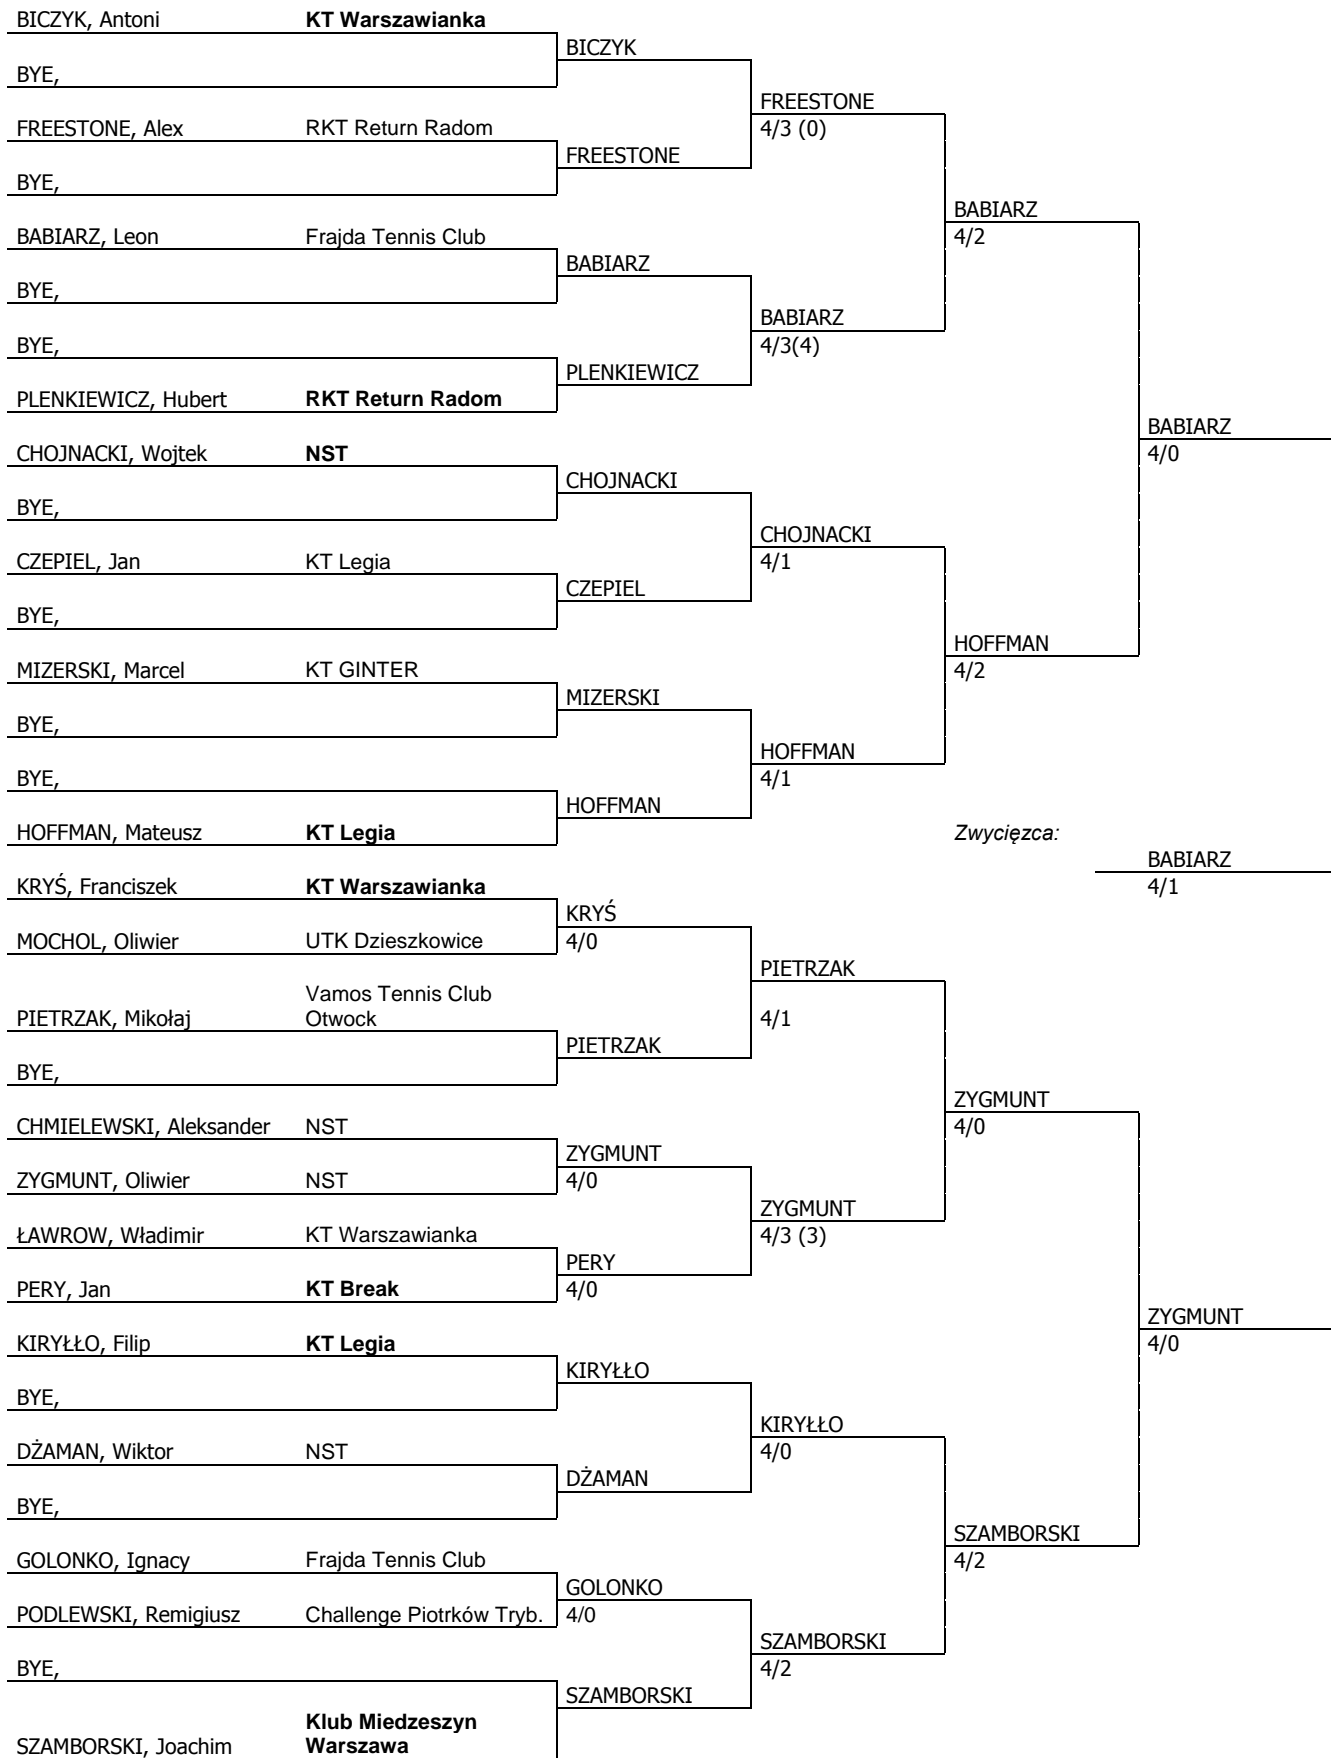 BICZYK, Antoni KT Warszawianka
BICZYK
BYE,
FREESTONE
FREESTONE, Alex RKT Return Radom
4/3 (0)
FREESTONE
BYE,
BABIARZ
BABIARZ, Leon Frajda Tennis Club
4/2
BABIARZ
BYE,
BABIARZ
BYE,
4/3(4)
PLENKIEWICZ
PLENKIEWICZ, Hubert RKT Return Radom
BABIARZ
CHOJNACKI, Wojtek NST
4/0
CHOJNACKI
BYE,
CHOJNACKI
CZEPIEL, Jan KT Legia
4/1
CZEPIEL
BYE,
HOFFMAN
MIZERSKI, Marcel KT GINTER
4/2
MIZERSKI
BYE,
HOFFMAN
BYE,
4/1
HOFFMAN
HOFFMAN, Mateusz KT Legia
Zwycięzca:
BABIARZ
KRYŚ, Franciszek KT Warszawianka
4/1
KRYŚ
MOCHOL, Oliwier UTK Dzieszkowice
4/0
PIETRZAK
Vamos Tennis Club
PIETRZAK, Mikołaj Otwock
4/1
PIETRZAK
BYE,
ZYGMUNT
CHMIELEWSKI, Aleksander NST
4/0
ZYGMUNT
ZYGMUNT, Oliwier NST
4/0
ZYGMUNT
ŁAWROW, Władimir KT Warszawianka
4/3 (3)
PERY
PERY, Jan KT Break
4/0
ZYGMUNT
KIRYŁŁO, Filip KT Legia
4/0
KIRYŁŁO
BYE,
KIRYŁŁO
DŻAMAN, Wiktor NST
4/0
DŻAMAN
BYE,
SZAMBORSKI
GOLONKO, Ignacy Frajda Tennis Club
4/2
GOLONKO
PODLEWSKI, Remigiusz Challenge Piotrków Tryb.
4/0
SZAMBORSKI
BYE,
4/2
SZAMBORSKI
Klub Miedzeszyn
SZAMBORSKI, Joachim Warszawa